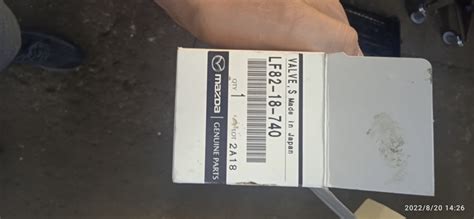 VALVE, S Made in Japan
LF82-18-740
QTY 1
2A18
mazda
GENUINE PARTS
2022/8/20 14:26